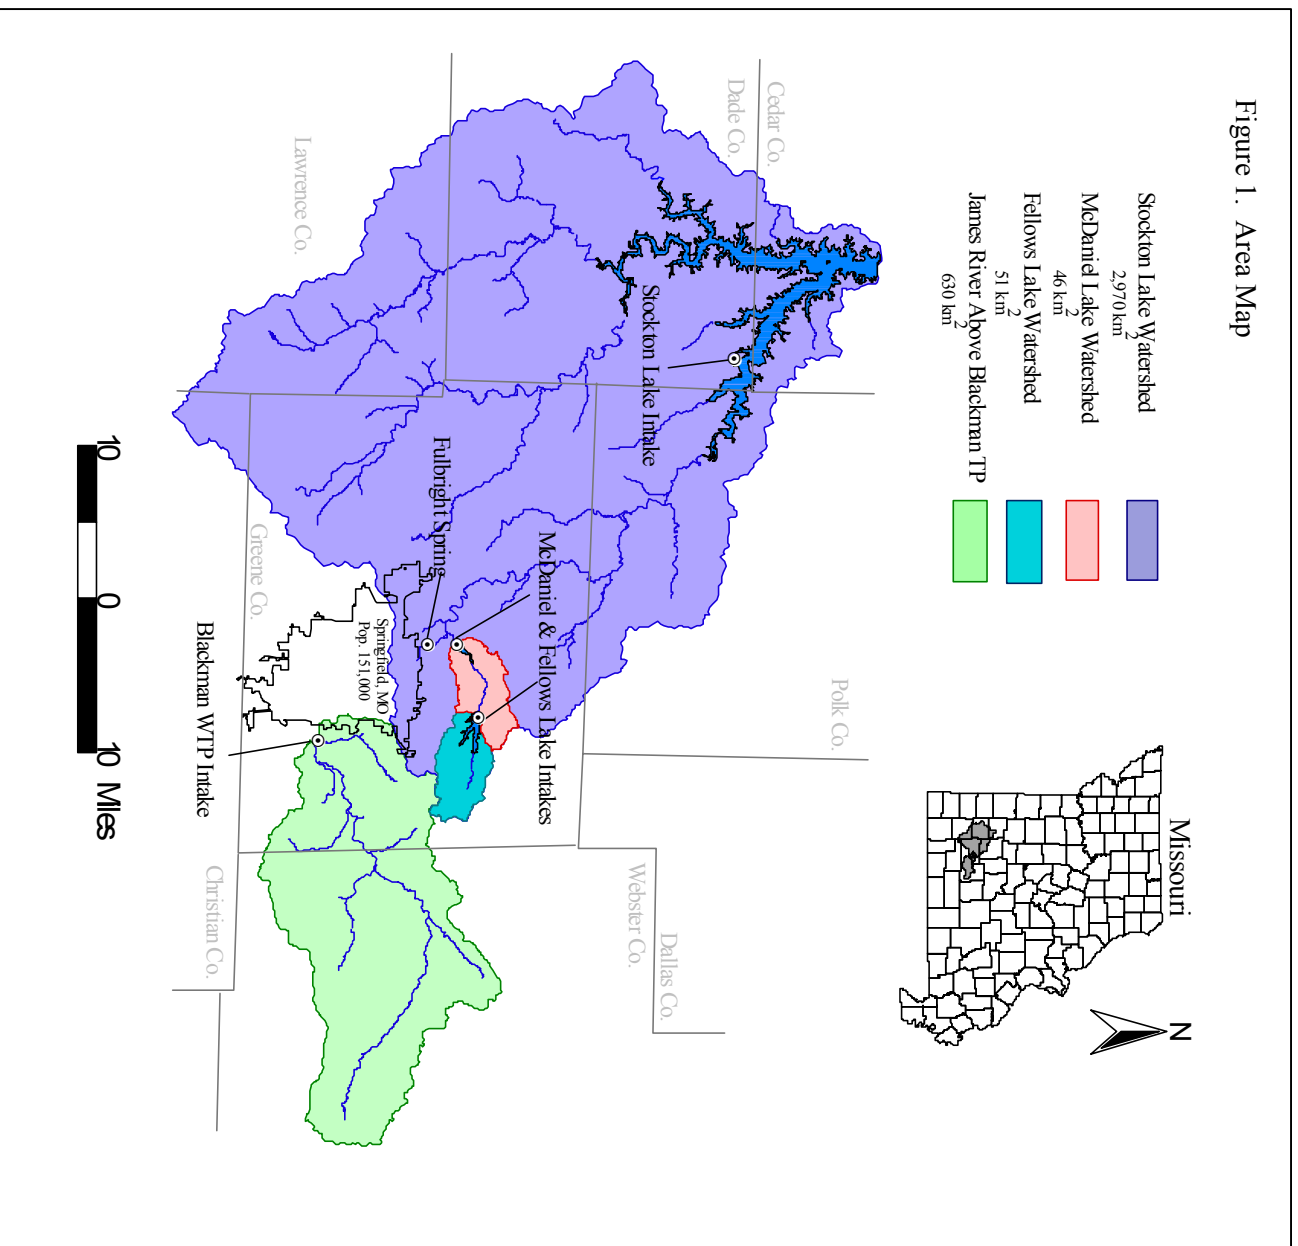 Figure 1. Area Map
Stockton Lake Watershed
2,970 km2
McDaniel Lake Watershed
46 km2
Fellows Lake Watershed
51 km2
James River Above Blackman TP
630 km2
Missouri
N
Cedar Co.
Dade Co.
Polk Co.
Dallas Co.
Webster Co.
Stockton Lake Intake
McDaniel & Fellows Lake Intakes
Fulbright Spring
Springfield, MO
Pop. 151,000
Lawrence Co.
Greene Co.
Christian Co.
Blackman WTP Intake
10 0 10 Miles